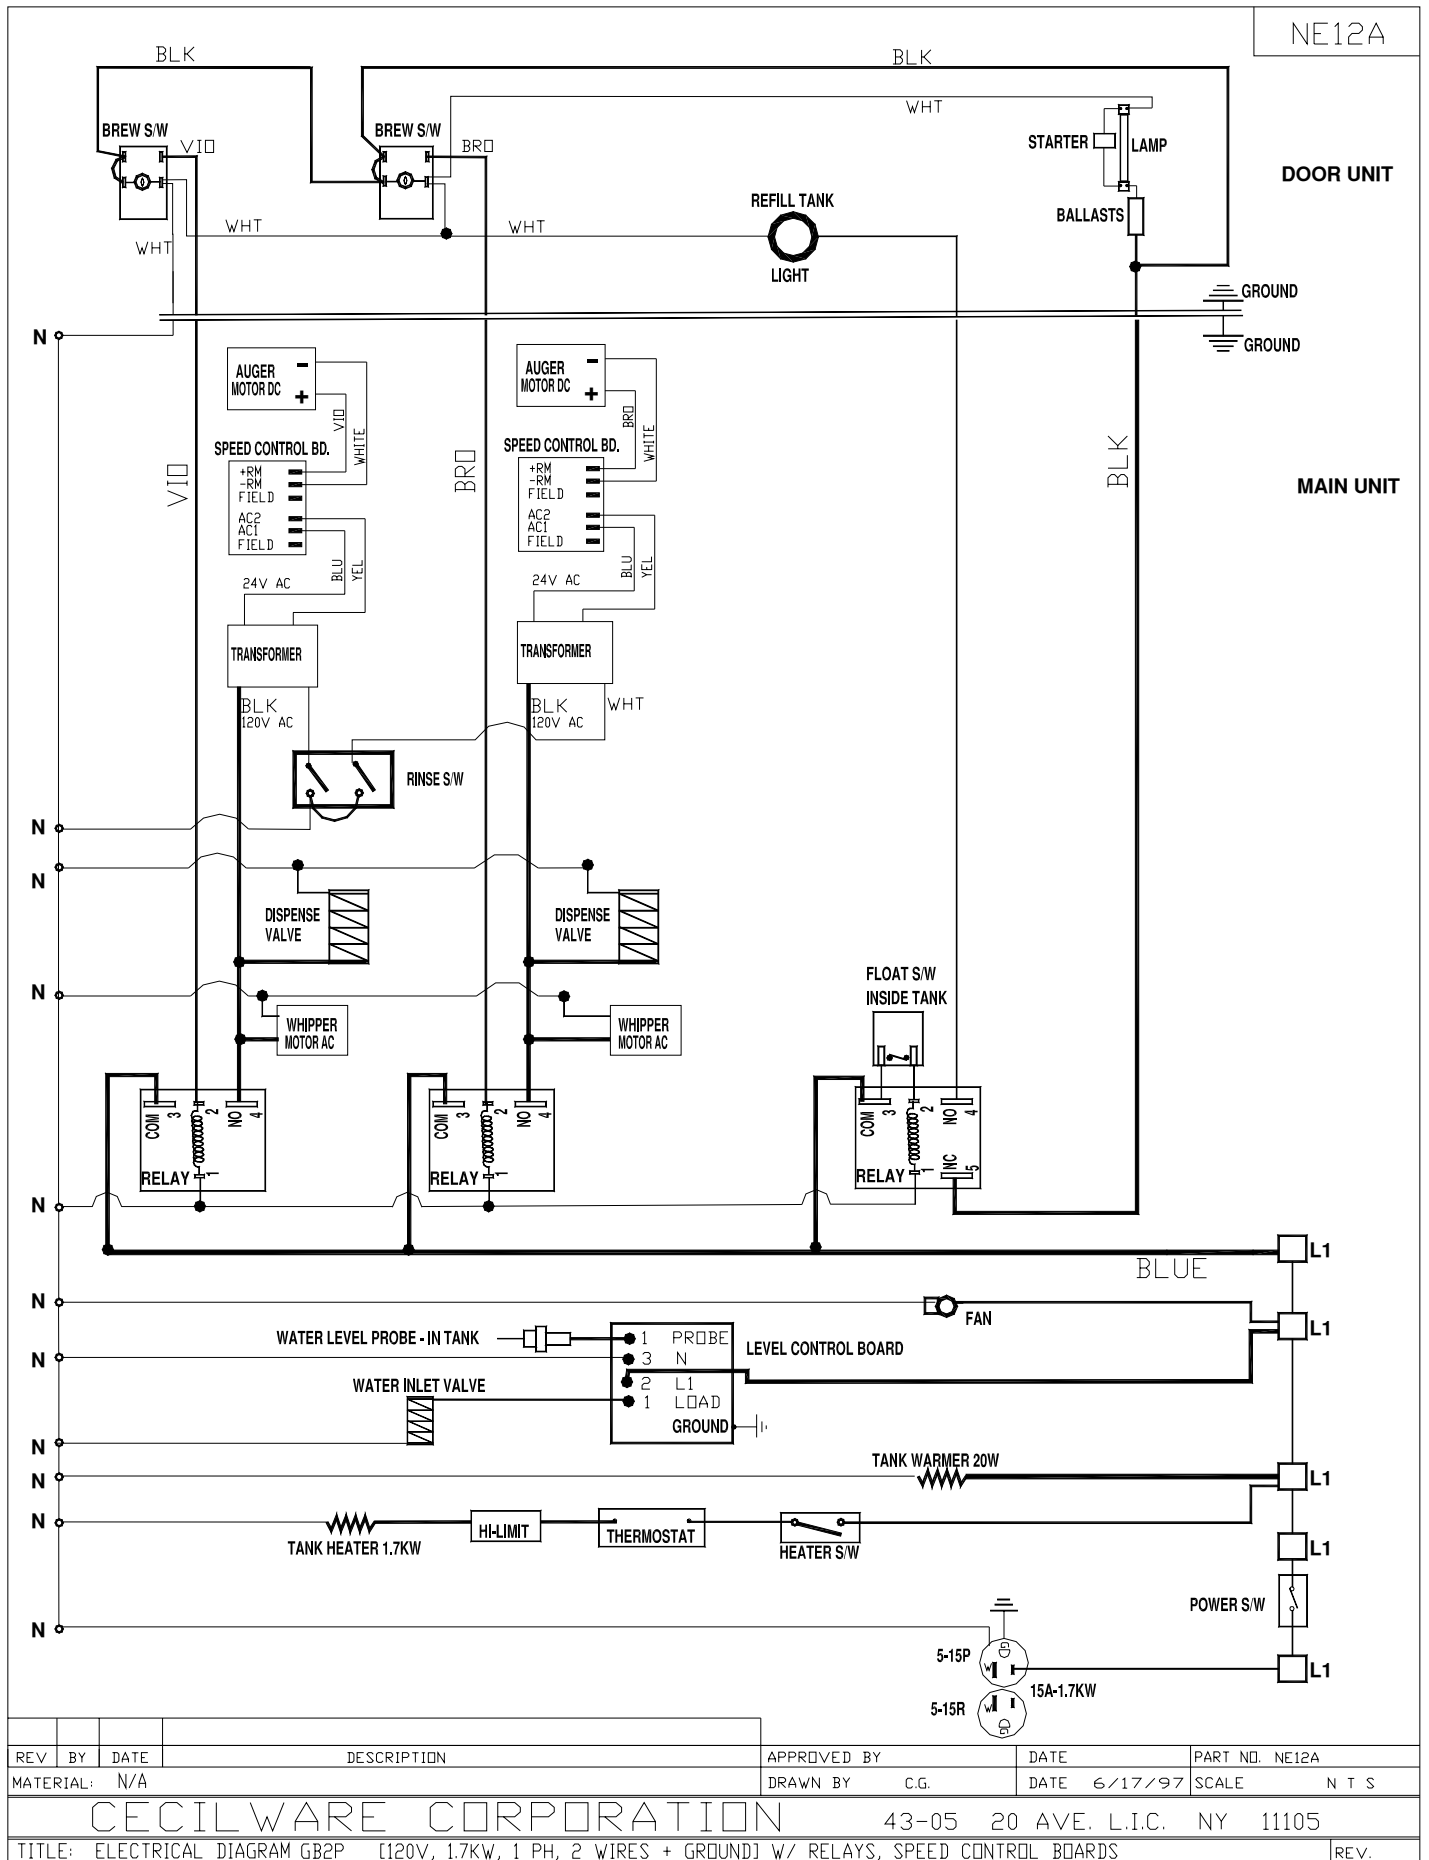 NE12A
BLK
BLK
WHT
BREW S/W
VIO
BREW S/W
BRO
STARTER
LAMP
DOOR UNIT
REFILL TANK
BALLASTS
WHT
WHT
WHT
LIGHT
GROUND
N
GROUND
AUGER
MOTOR DC
-
+
AUGER
MOTOR DC
-
+
VIO
WHITE
BRO
WHITE
SPEED CONTROL BD.
SPEED CONTROL BD.
VIO
BRO
BLK
+RM
-RM
FIELD
AC2
AC1
FIELD
+RM
-RM
FIELD
AC2
AC1
FIELD
MAIN UNIT
24V AC
BLU
YEL
24V AC
BLU
YEL
TRANSFORMER
TRANSFORMER
BLK
120V AC
BLK
120V AC
WHT
RINSE S/W
N
N
DISPENSE
VALVE
DISPENSE
VALVE
N
FLOAT S/W
INSIDE TANK
WHIPPER
MOTOR AC
WHIPPER
MOTOR AC
COM
3
2
NO
4
1
RELAY
COM
3
2
NO
4
1
RELAY
COM
3
2
NO
4
NC
5
1
RELAY
N
L1
BLUE
N
FAN
L1
WATER LEVEL PROBE - IN TANK
1 PROBE
LEVEL CONTROL BOARD
N
3 N
WATER INLET VALVE
2 L1
1 LOAD
GROUND
N
TANK WARMER 20W
N
L1
N
HI-LIMIT
THERMOSTAT
TANK HEATER 1.7KW
HEATER S/W
L1
POWER S/W
N
5-15P
GD
W
L1
15A-1.7KW
5-15R
W
GD
REV BY DATE DESCRIPTION APPROVED BY DATE PART NO. NE12A
MATERIAL: N/A DRAWN BY C.G. DATE 6/17/97 SCALE N T S
CECILWARE CORPORATION 43-05 20 AVE. L.I.C. NY 11105
TITLE: ELECTRICAL DIAGRAM GB2P [120V, 1.7KW, 1 PH, 2 WIRES + GROUND] W/ RELAYS, SPEED CONTROL BOARDS REV.